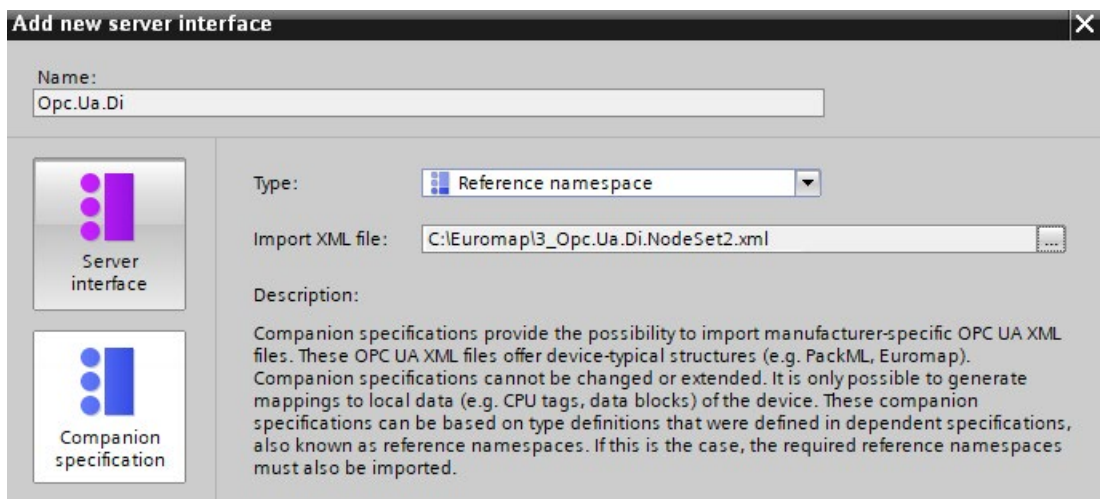 Add new server interface
Name:
Opc.Ua.Di
Server
interface
Companion
specification
Type:
Reference namespace
Import XML file:
C:\Euromap\3_Opc.Ua.Di.NodeSet2.xml
...
Description:
Companion specifications provide the possibility to import manufacturer-specific OPC UA XML
files. These OPC UA XML files offer device-typical structures (e.g. PackML, Euromap).
Companion specifications cannot be changed or extended. It is only possible to generate
mappings to local data (e.g. CPU tags, data blocks) of the device. These companion
specifications can be based on type definitions that were defined in dependent specifications,
also known as reference namespaces. If this is the case, the required reference namespaces
must also be imported.